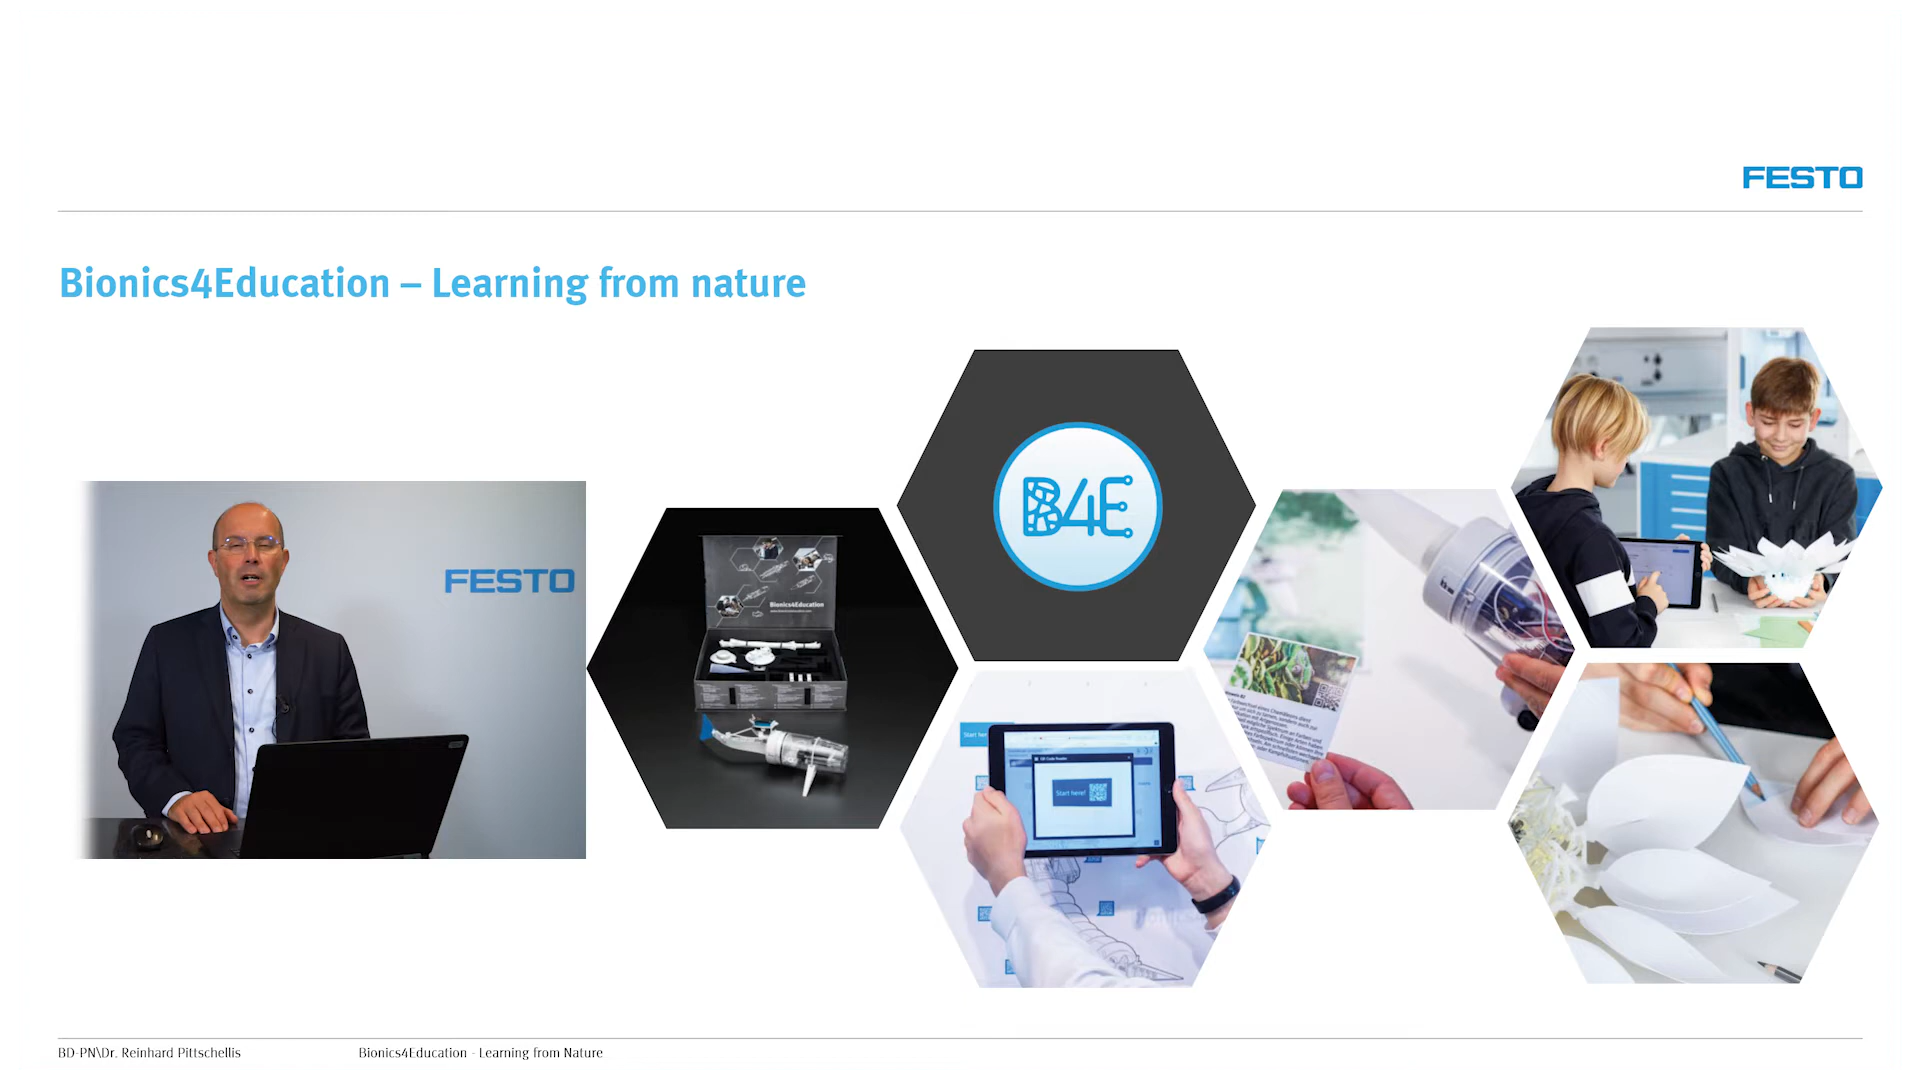 FESTO
Bionics4Education – Learning from nature
FESTO
B4E
Bionics4Education
Start here!
BD-PN\Dr. Reinhard Pittschellis
Bionics4Education - Learning from Nature